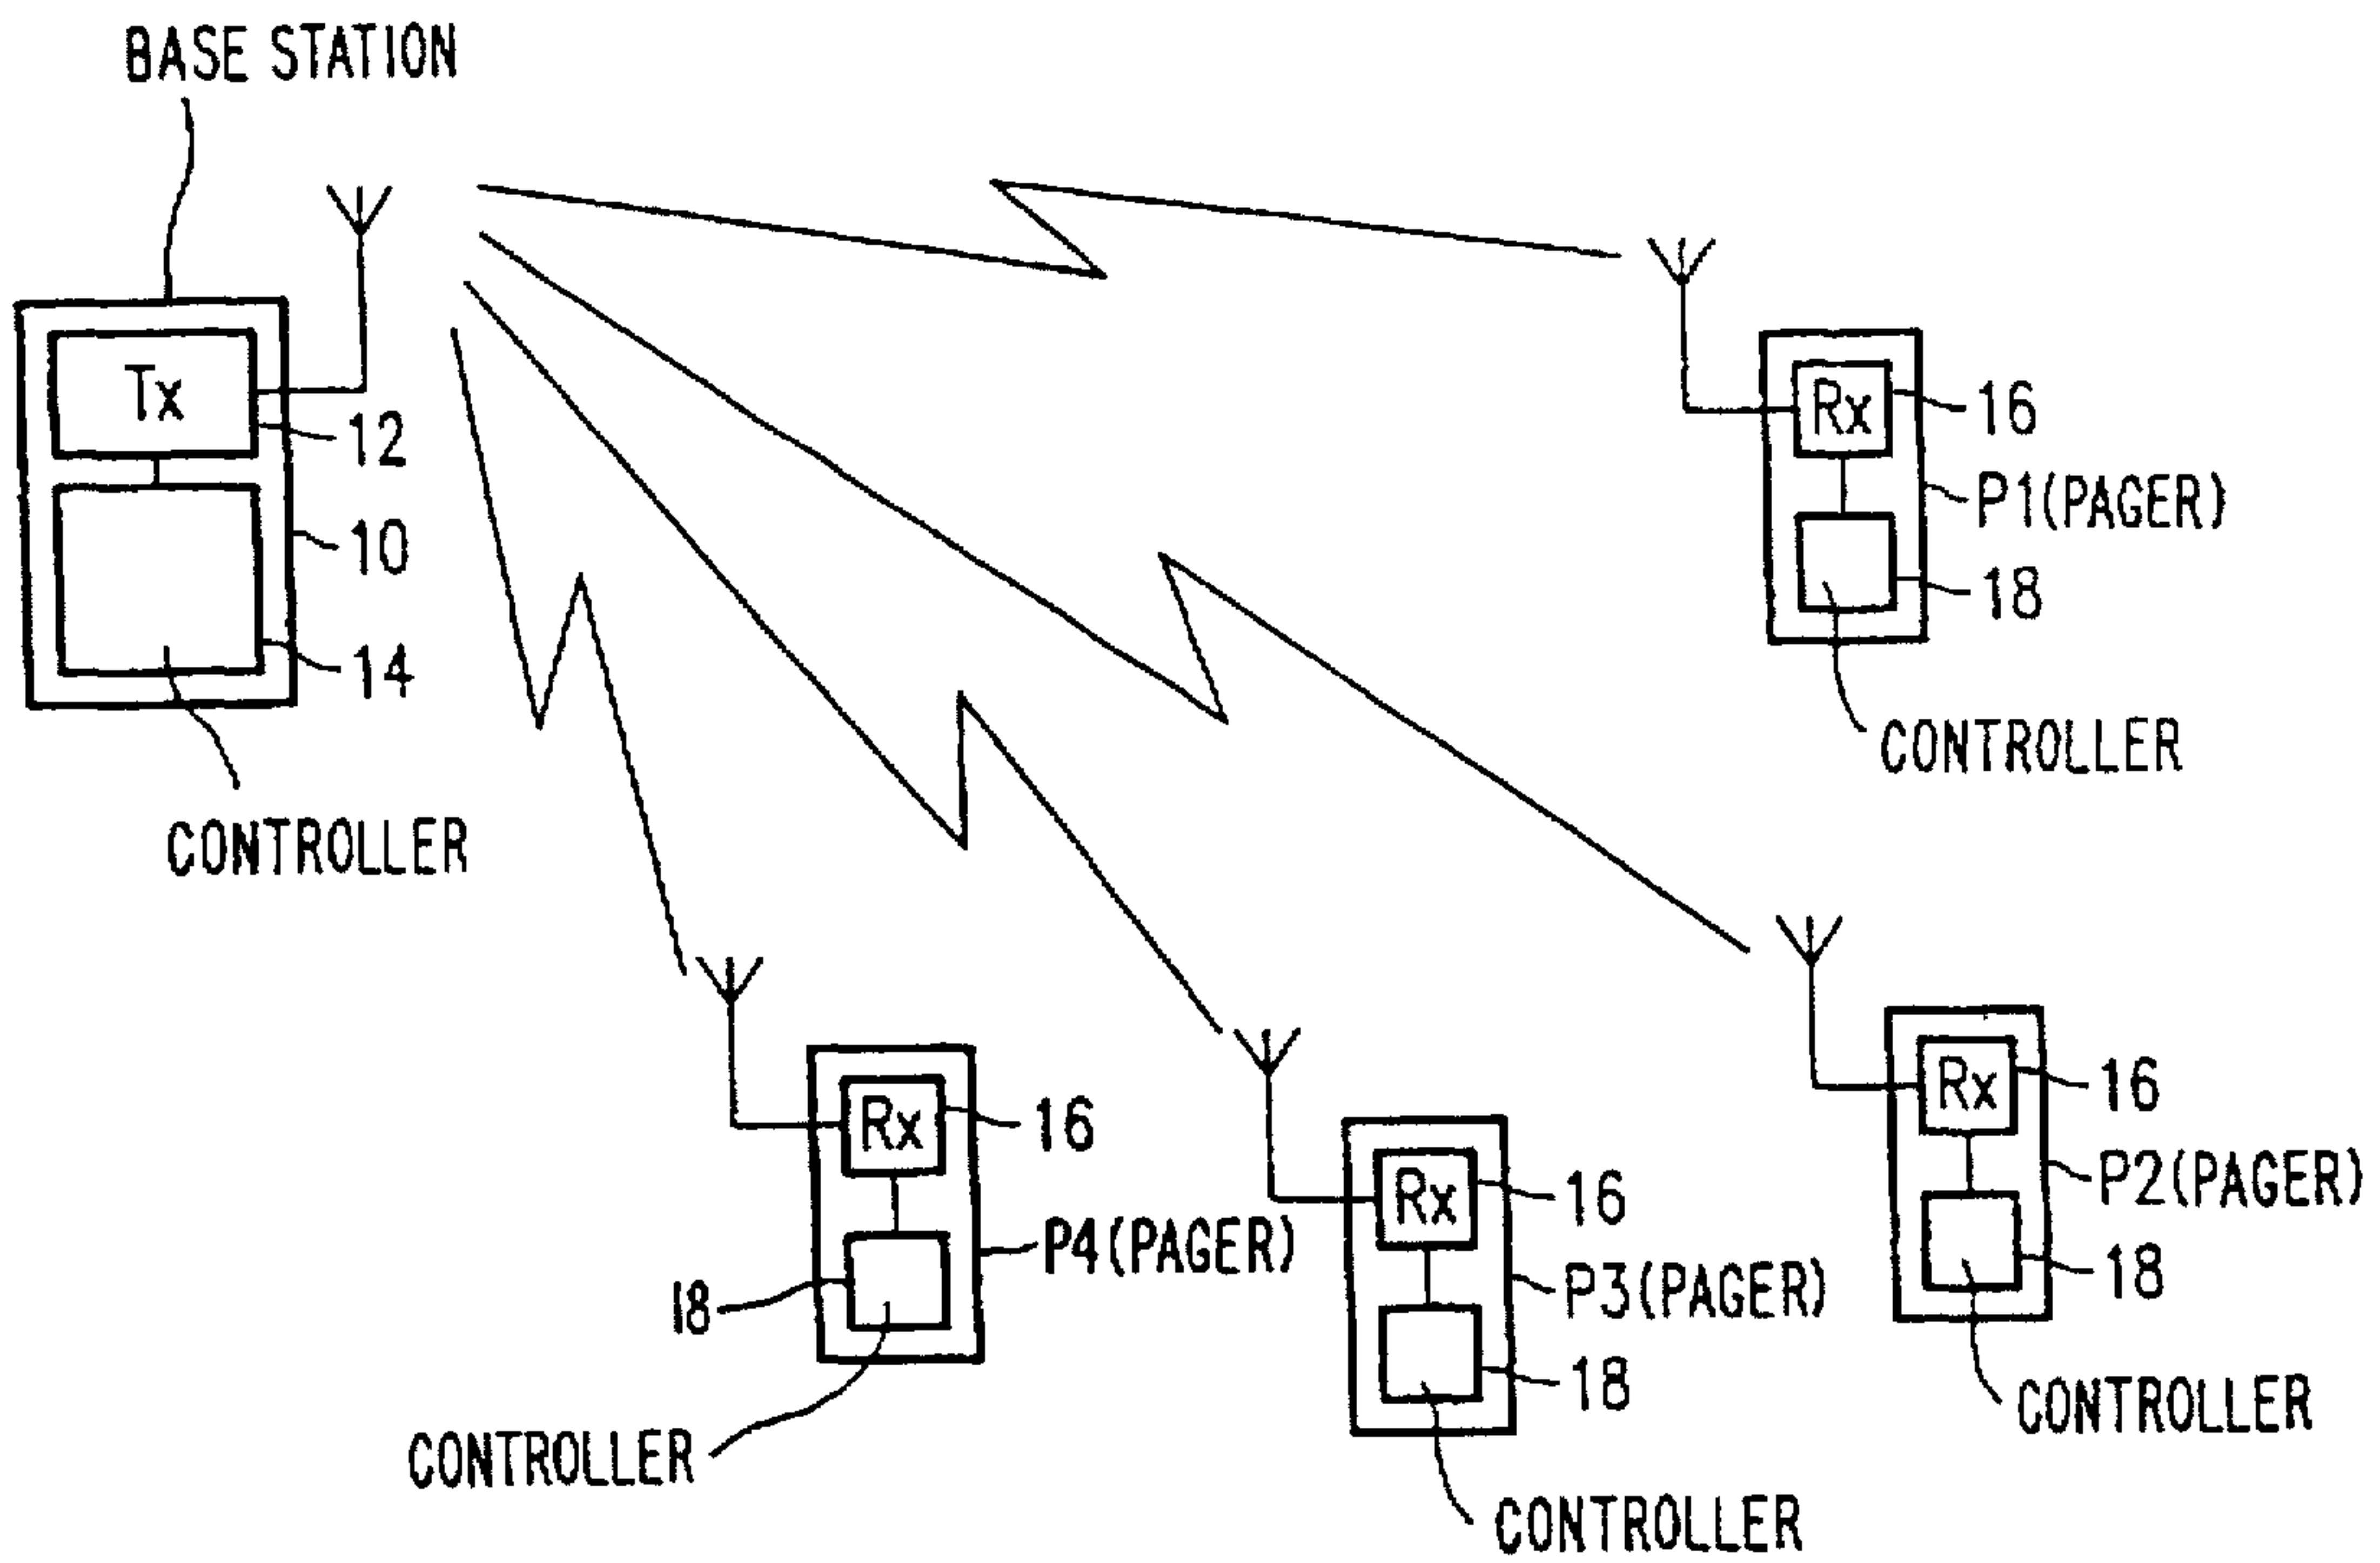 BASE STATION
Tx
12
10
14
CONTROLLER
Rx
16
P1(PAGER)
18
CONTROLLER
Rx
16
P2(PAGER)
18
CONTROLLER
Rx
16
P3(PAGER)
18
CONTROLLER
Rx
16
P4(PAGER)
18
CONTROLLER